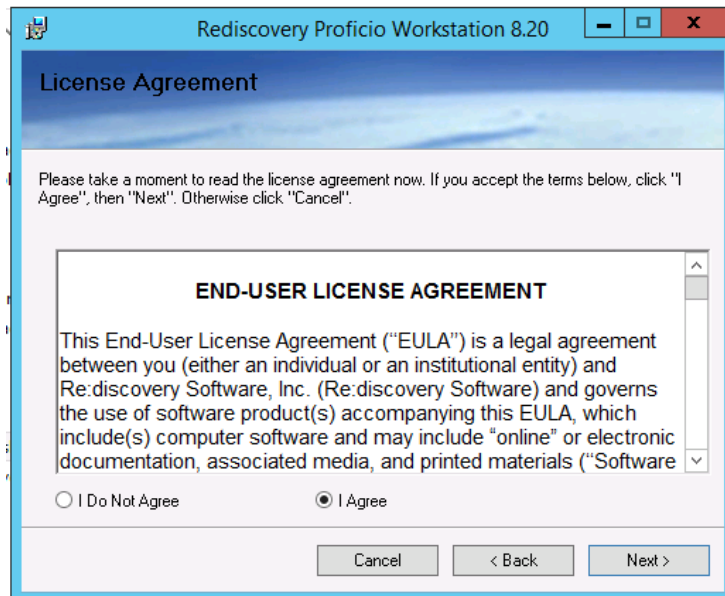 Rediscovery Proficio Workstation 8.20
License Agreement
Please take a moment to read the license agreement now. If you accept the terms below, click "I
Agree", then "Next". Otherwise click "Cancel".
END-USER LICENSE AGREEMENT
This End-User License Agreement (“EULA”) is a legal agreement
between you (either an individual or an institutional entity) and
Re:discovery Software, Inc. (Re:discovery Software) and governs
the use of software product(s) accompanying this EULA, which
include(s) computer software and may include “online” or electronic
documentation, associated media, and printed materials (“Software
I Do Not Agree
I Agree
Cancel
< Back
Next >